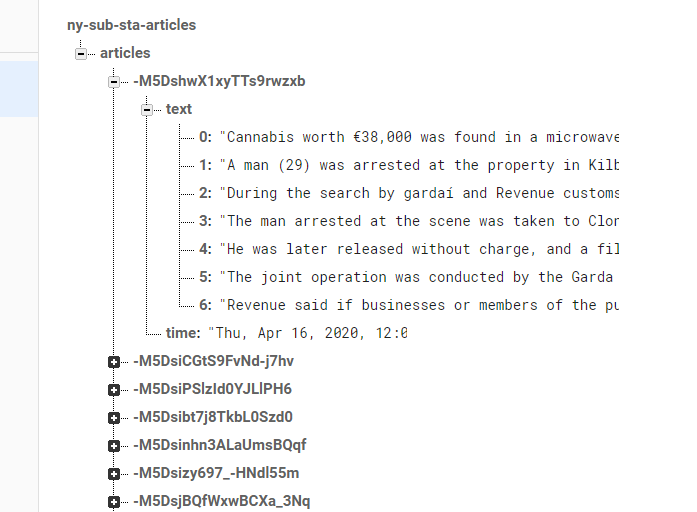 ny-sub-sta-articles
articles
-M5DshwX1xyTTs9rwzxb
text
0: "Cannabis worth €38,000 was found in a microwave
1: "A man (29) was arrested at the property in Kilb
2: "During the search by gardaí and Revenue customs
3: "The man arrested at the scene was taken to Clon
4: "He was later released without charge, and a fil
5: "The joint operation was conducted by the Garda
6: "Revenue said if businesses or members of the pu
time: "Thu, Apr 16, 2020, 12:0
-M5DsiCGtS9FvNd-j7hv
-M5DsiPSlzId0YJLlPH6
-M5Dsibt7j8TkbL0Szd0
-M5Dsinhn3ALaUmsBQqf
-M5Dsizy697_-HNdl55m
-M5DsjBQfWxwBCXa_3Nq